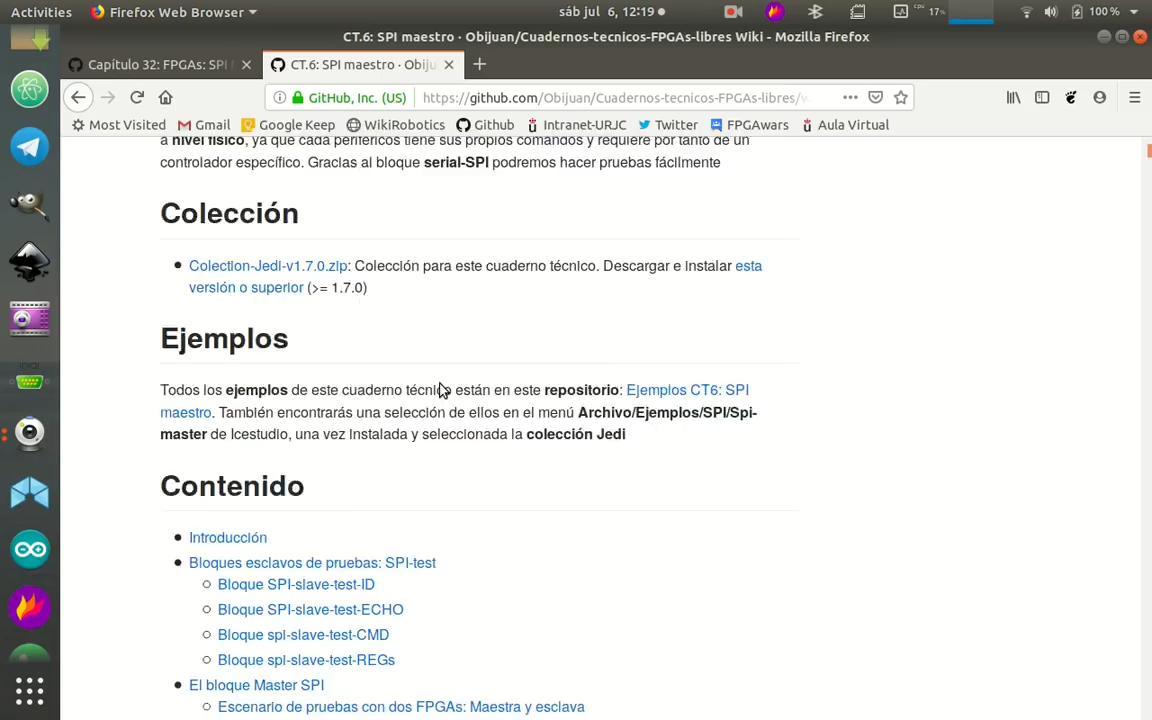 Activities Firefox Web Browser sáb jul 6, 12:19 cpu 17% 100 %
CT.6: SPI maestro · Obijuan/Cuadernos-tecnicos-FPGAs-libres Wiki - Mozilla Firefox
Capítulo 32: FPGAs: SPI CT.6: SPI maestro · Obiju
GitHub, Inc. (US) https://github.com/Obijuan/Cuadernos-tecnicos-FPGAs-libres/w
Most Visited Gmail Google Keep WikiRobotics Github Intranet-URJC Twitter FPGAwars Aula Virtual
a nivel físico, ya que cada periféricos tiene sus propios comandos y requiere por tanto de un
controlador específico. Gracias al bloque serial-SPI podremos hacer pruebas fácilmente
Colección
Colection-Jedi-v1.7.0.zip: Colección para este cuaderno técnico. Descargar e instalar esta
versión o superior (>= 1.7.0)
Ejemplos
Todos los ejemplos de este cuaderno técnico están en este repositorio: Ejemplos CT6: SPI
maestro. También encontrarás una selección de ellos en el menú Archivo/Ejemplos/SPI/Spi-
master de Icestudio, una vez instalada y seleccionada la colección Jedi
Contenido
Introducción
Bloques esclavos de pruebas: SPI-test
Bloque SPI-slave-test-ID
Bloque SPI-slave-test-ECHO
Bloque spi-slave-test-CMD
Bloque spi-slave-test-REGs
El bloque Master SPI
Escenario de pruebas con dos FPGAs: Maestra y esclava